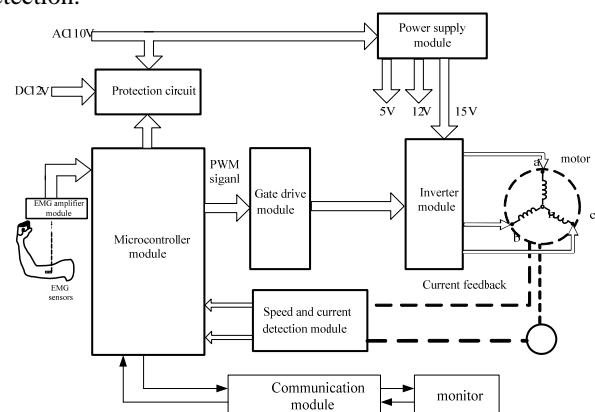 etection.
AC110V
Power supply
module
DC12V
Protection circuit
5V
12V
15V
PWM
siganl
Gate drive
module
Inverter
module
a
motor
b
c
EMG amplifier
module
Microcontroller
module
EMG
sensors
Current feedback
Speed and current
detection module
Communication
module
monitor